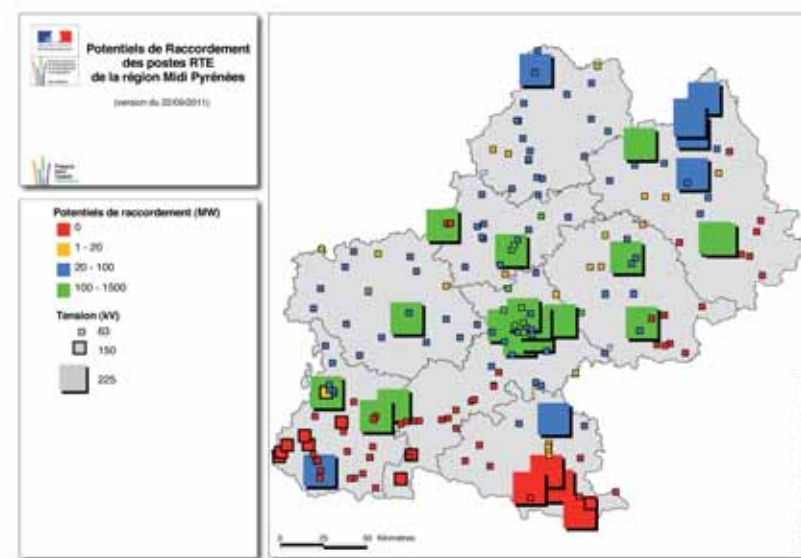 Potentiels de Raccordement
des postes RTE
de la région Midi Pyrénées
(version du 22/09/2011)
Potentiels de raccordement (MW)
0
1 - 20
20 - 100
100 - 1500
Tension (kV)
63
150
225
0 25 50 Kilomètres